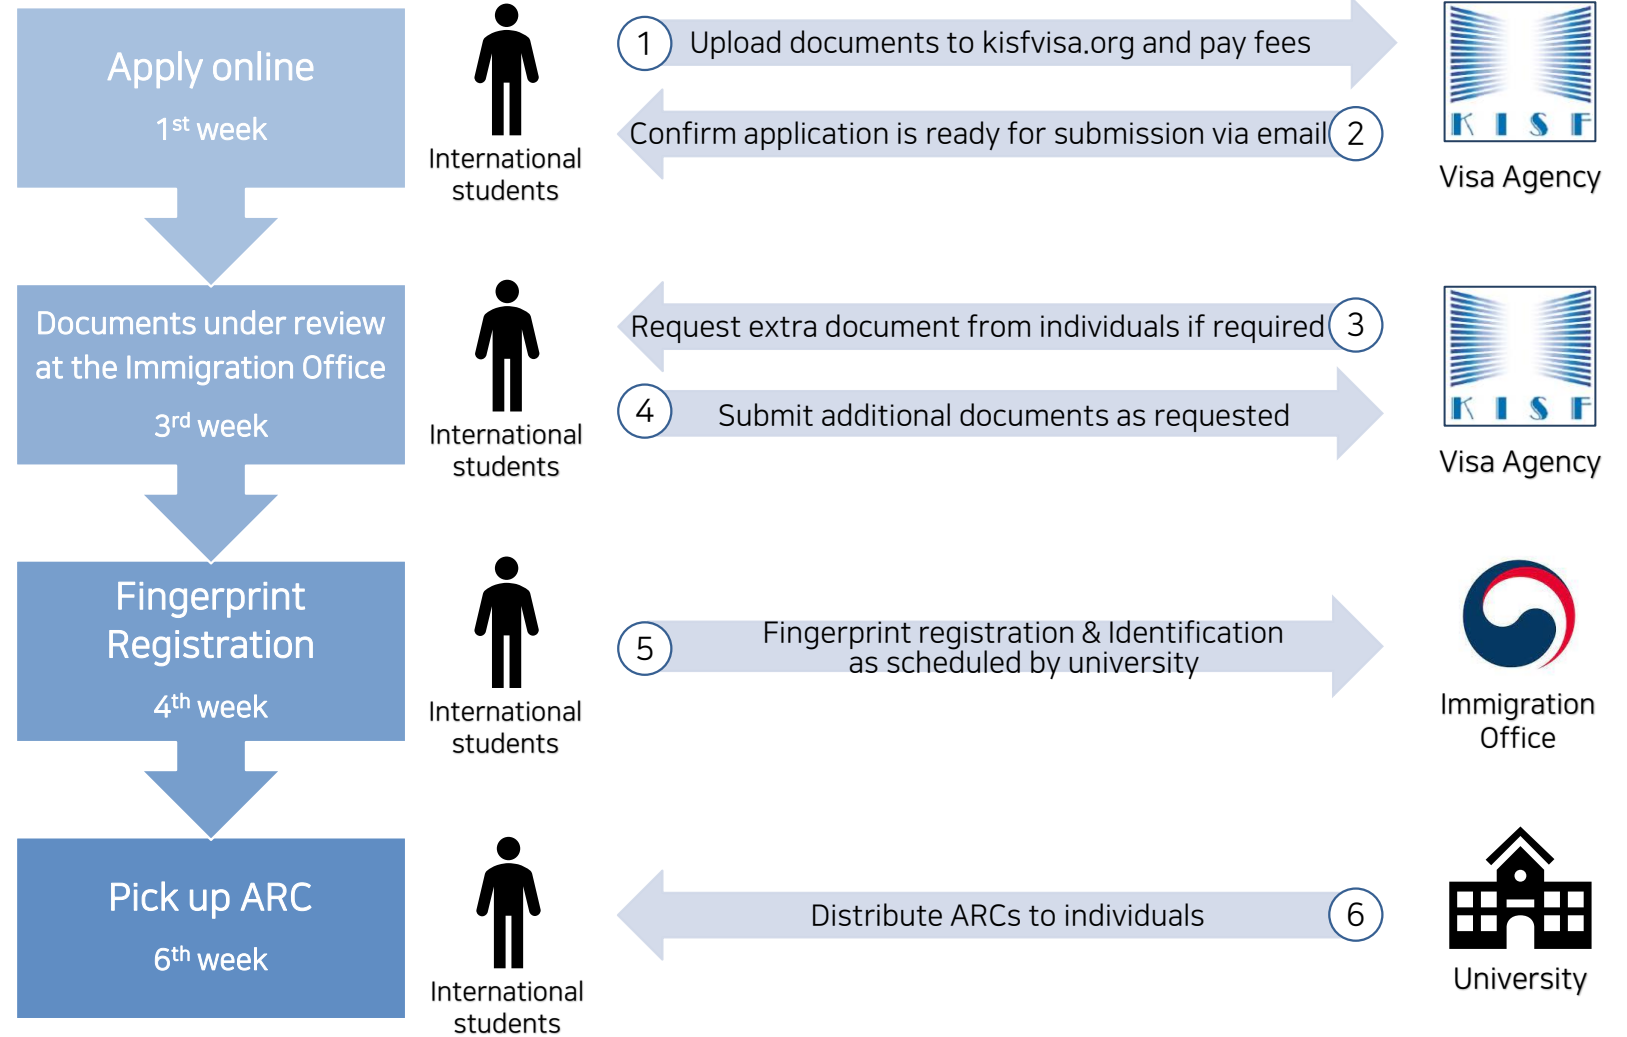 Apply online
1st week
International
students
1
Upload documents to kisfvisa.org and pay fees
Confirm application is ready for submission via email
2
KISF
Visa Agency
Documents under review
at the Immigration Office
3rd week
International
students
Request extra document from individuals if required
3
4
Submit additional documents as requested
KISF
Visa Agency
Fingerprint
Registration
4th week
International
students
5
Fingerprint registration & Identification
as scheduled by university
Immigration
Office
Pick up ARC
6th week
International
students
Distribute ARCs to individuals
6
University